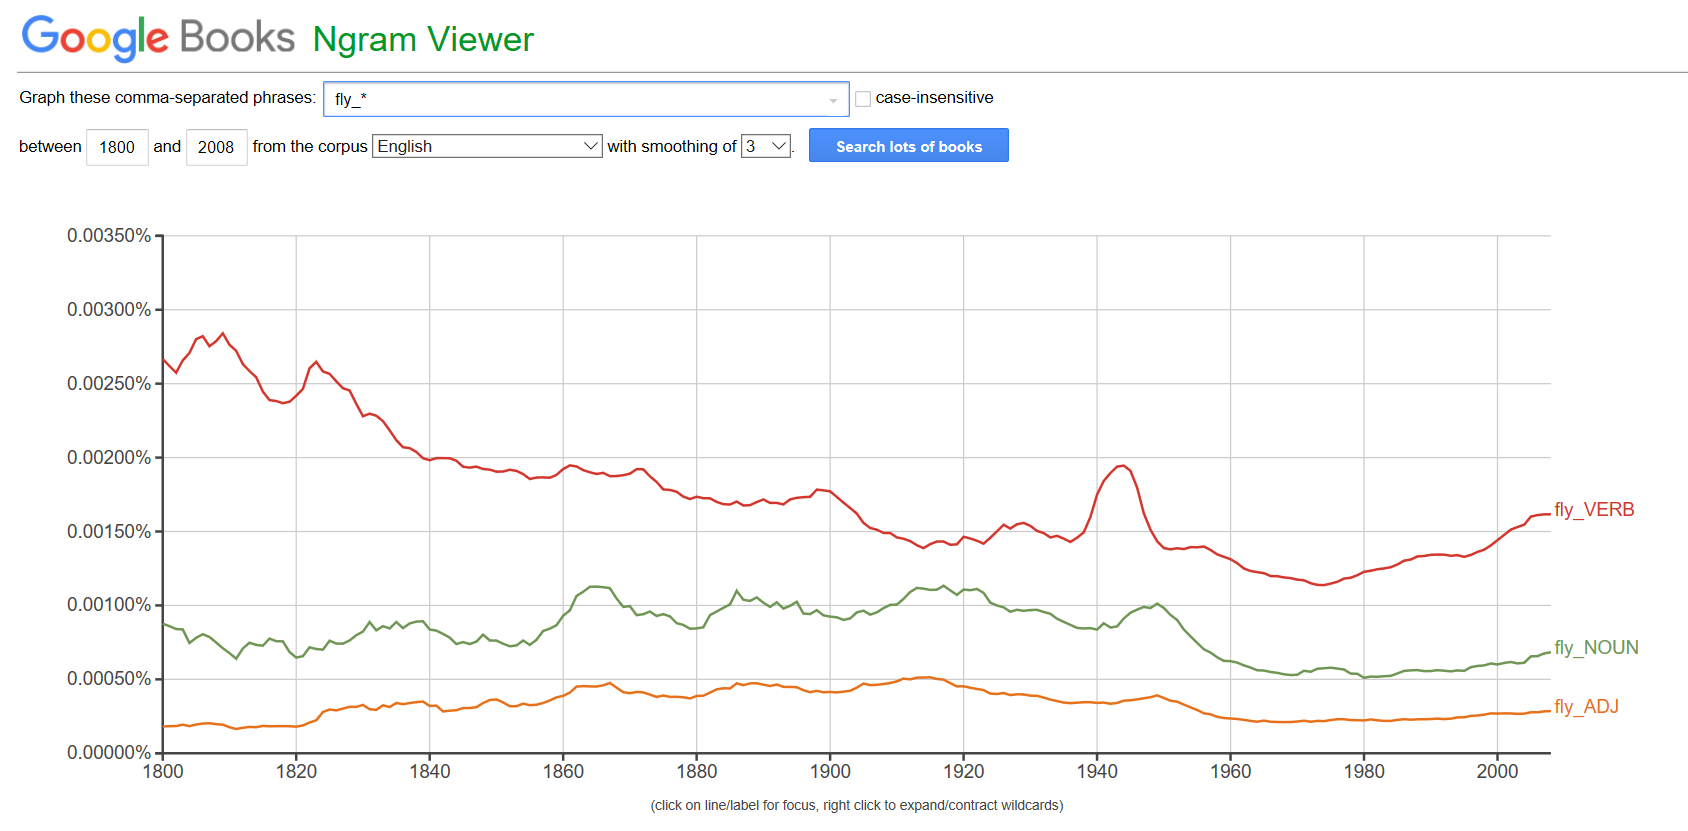 Google Books Ngram Viewer
Graph these comma-separated phrases: fly_* case-insensitive
between 1800 and 2008 from the corpus English with smoothing of 3 . Search lots of books
0.00350%
0.00300%
0.00250%
0.00200%
0.00150%
0.00100%
0.00050%
0.00000%
fly_VERB
fly_NOUN
fly_ADJ
1800 1820 1840 1860 1880 1900 1920 1940 1960 1980 2000
(click on line/label for focus, right click to expand/contract wildcards)